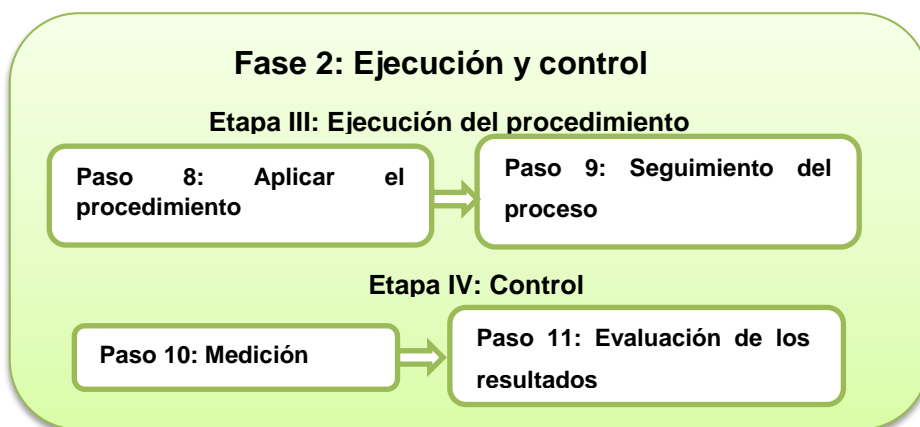 Fase 2: Ejecución y control
Etapa III: Ejecución del procedimiento
Paso 8: Aplicar el
procedimiento
Paso 9: Seguimiento del
proceso
Etapa IV: Control
Paso 10: Medición
Paso 11: Evaluación de los
resultados